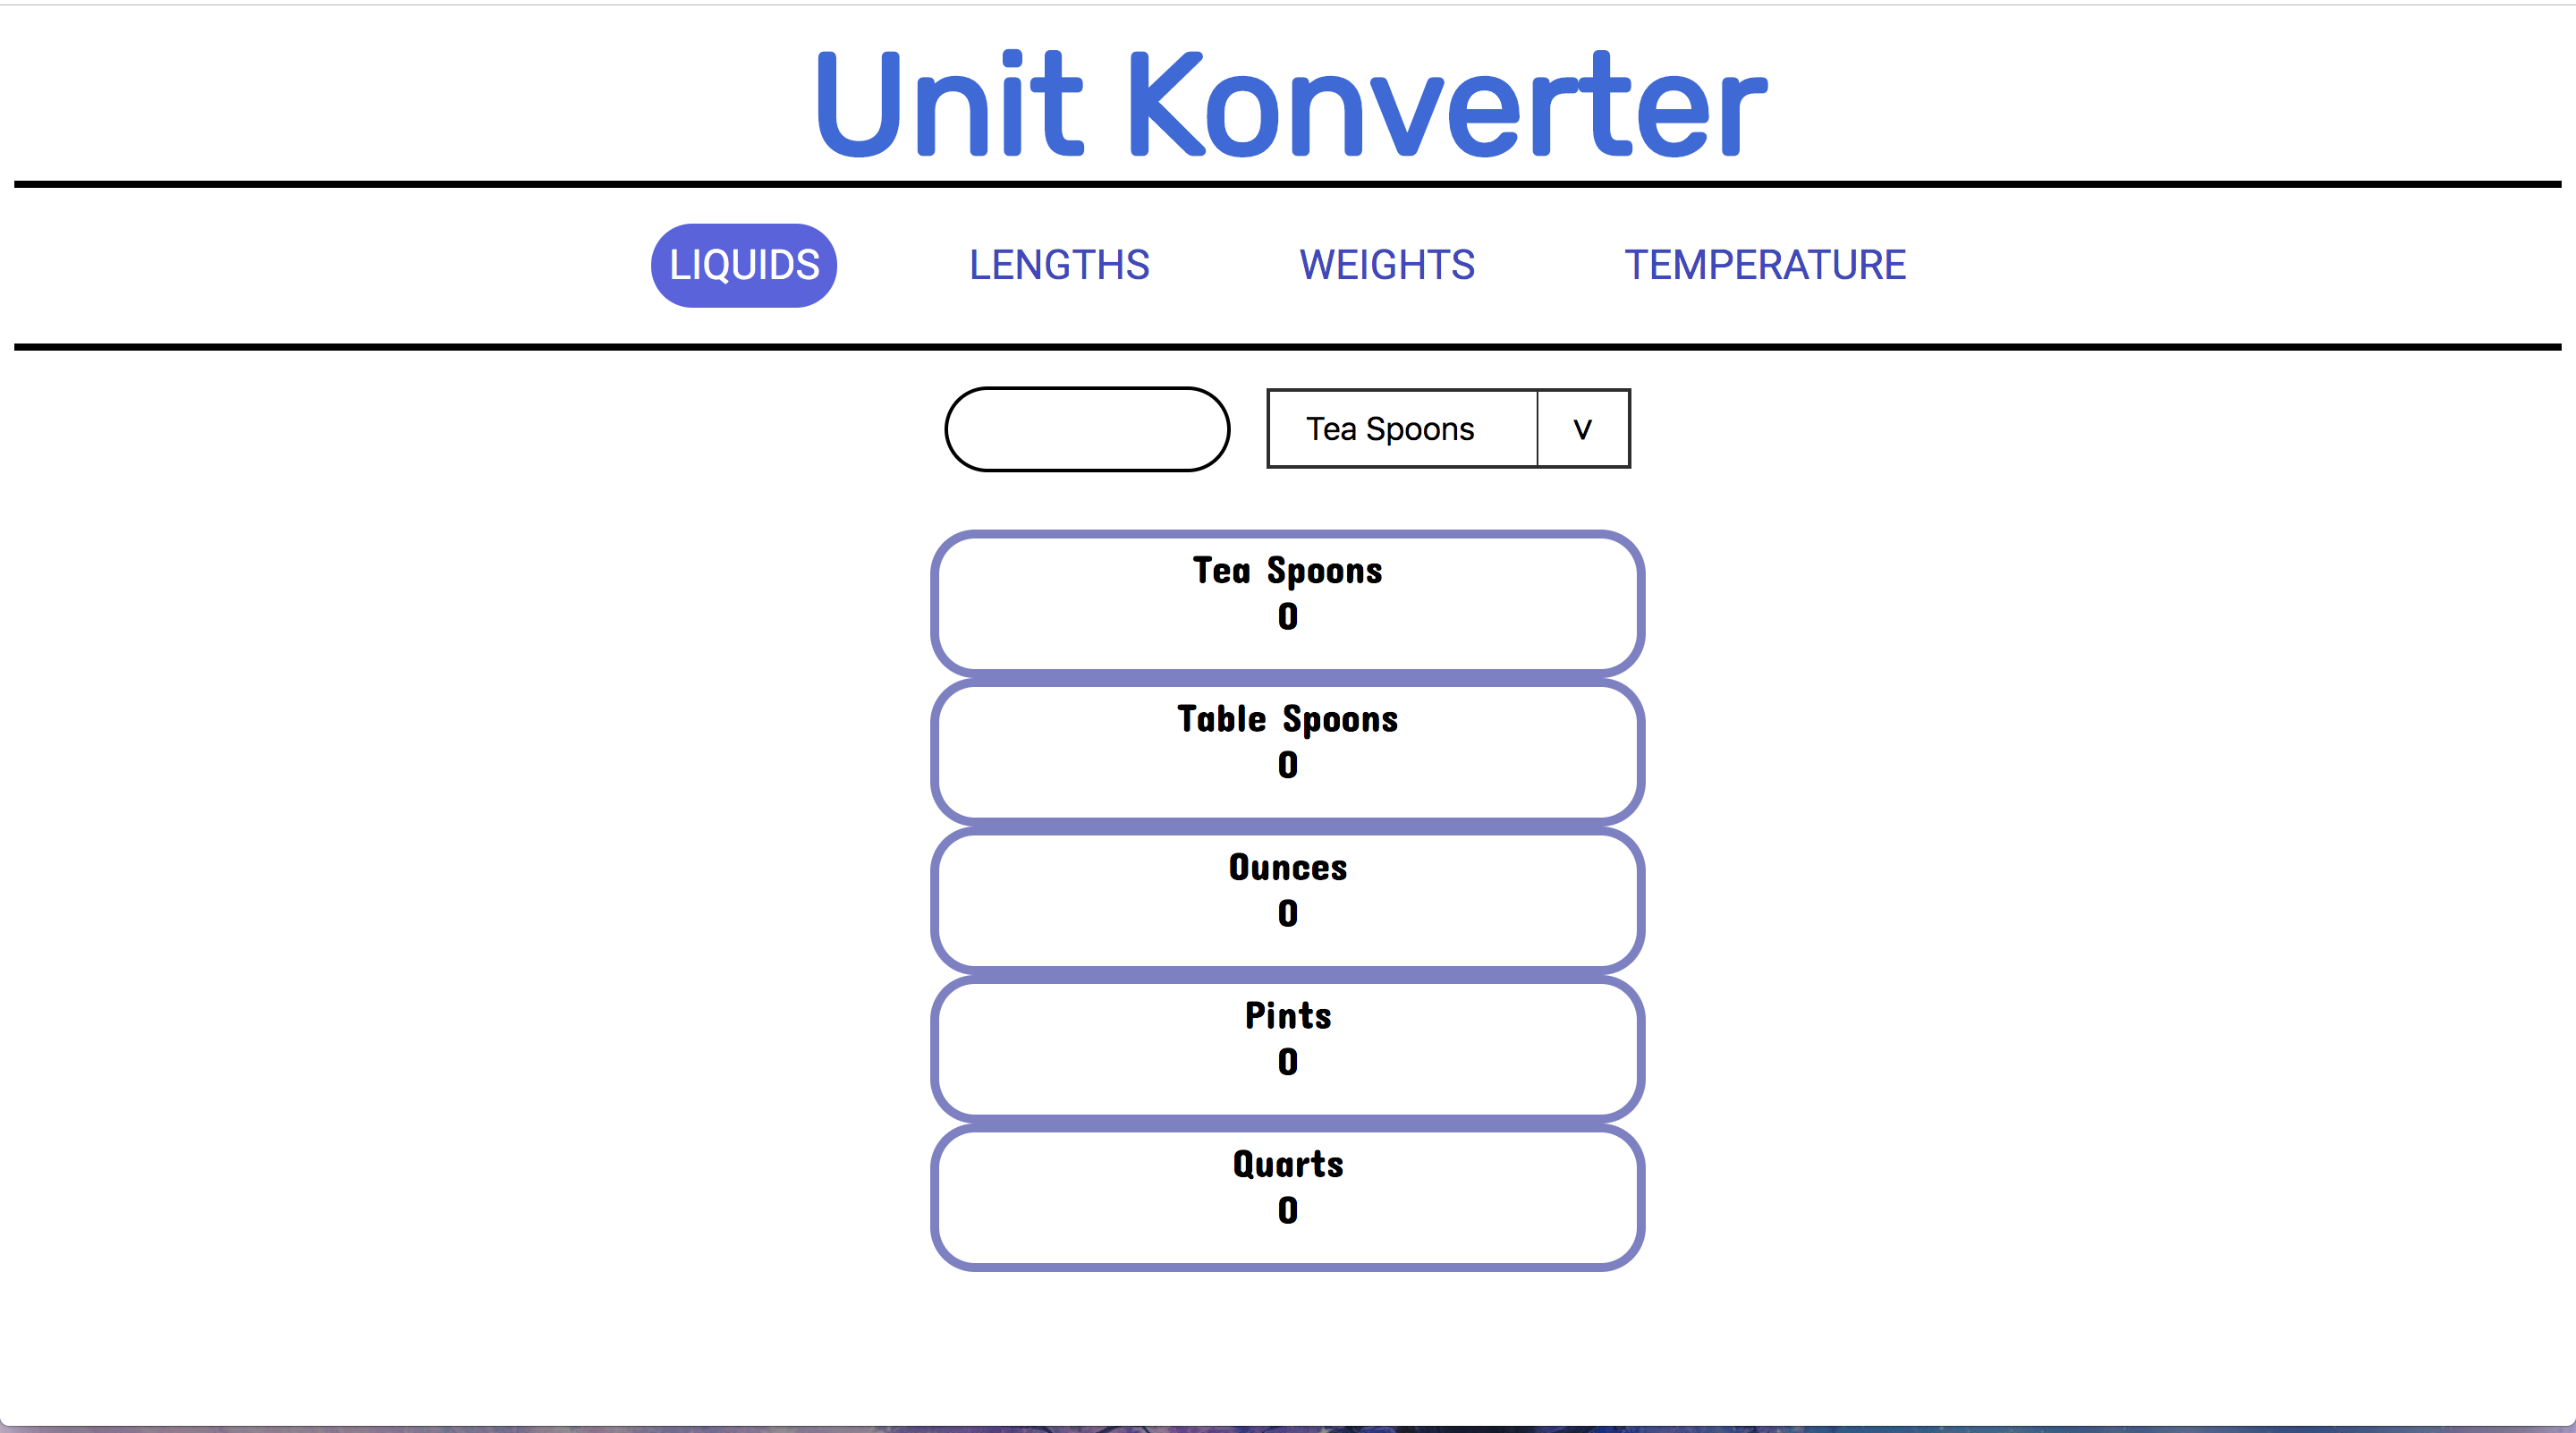 Unit Konverter
LIQUIDS LENGTHS WEIGHTS TEMPERATURE
Tea Spoons V
Tea Spoons
0
Table Spoons
0
Ounces
0
Pints
0
Quarts
0